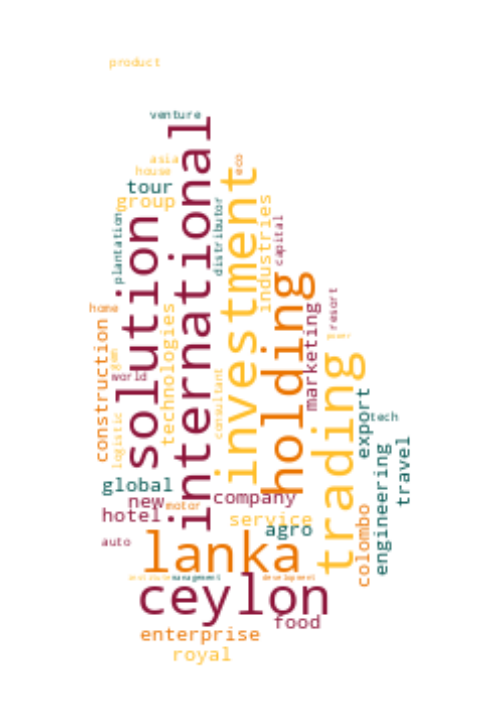 product
venture
international
asia
eco
house
investment
tour
group
industries
distributor
plantation
solution
capital
holding
resort
home
technologies
marketing
construction
power
trading
world
consultant
export
logistic
tech
travel
engineering
global
new
company
motor
colombo
hotel
service
agro
lanka
auto
management
development
ceylon
food
enterprise
royal